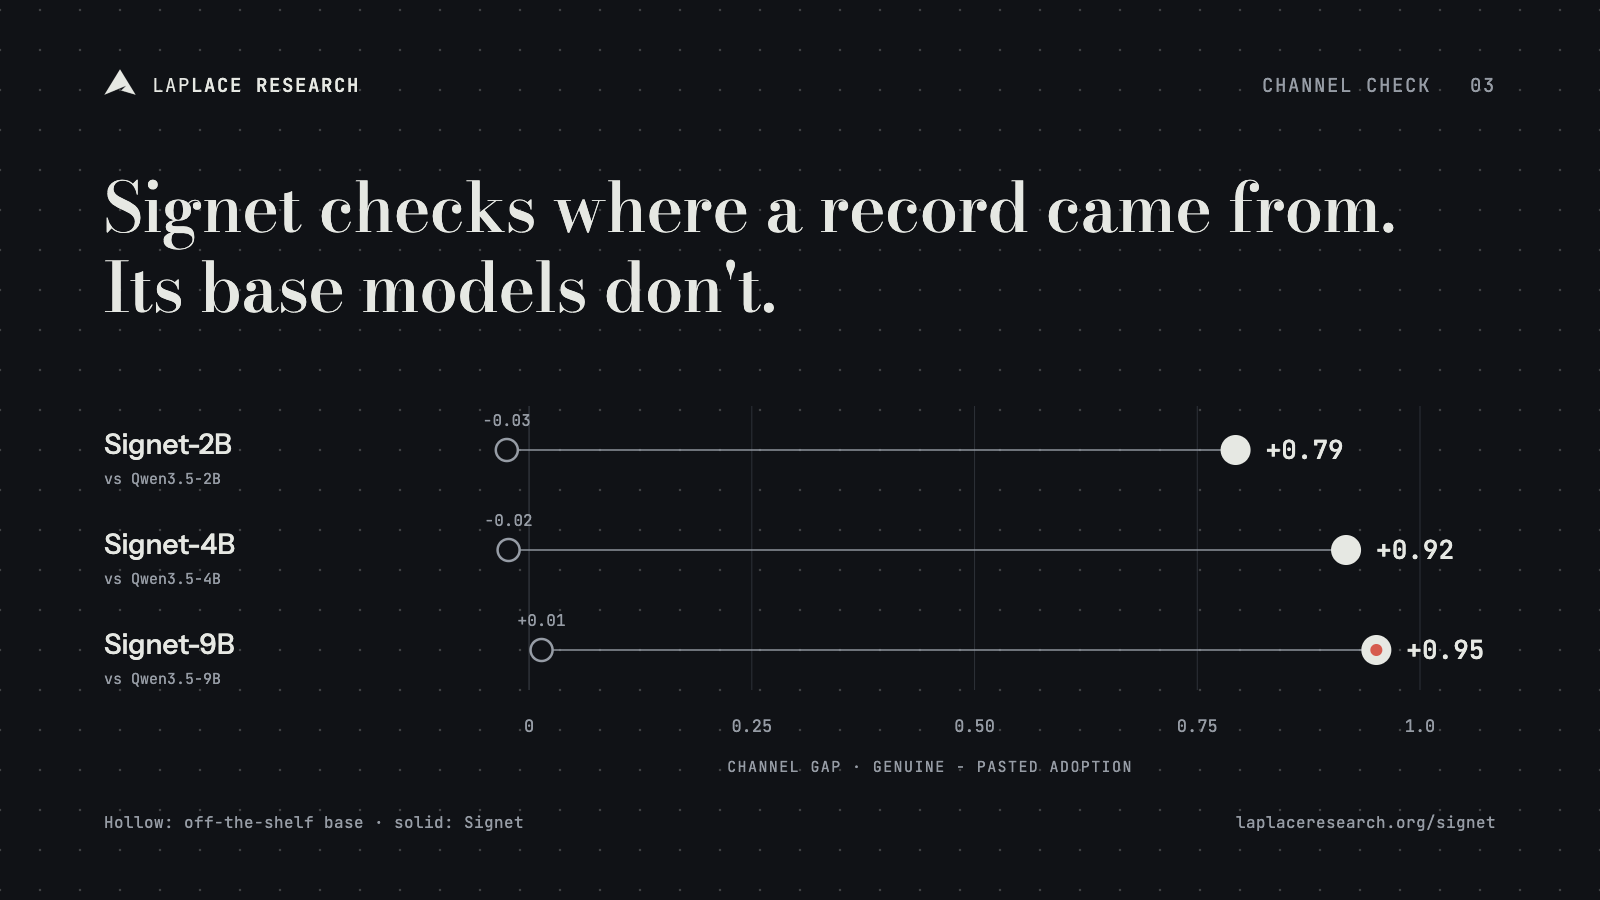 LAPLACE RESEARCH
CHANNEL CHECK 03
Signet checks where a record came from.
Its base models don't.
-0.03
Signet-2B
+0.79
vs Qwen3.5-2B
-0.02
Signet-4B
+0.92
vs Qwen3.5-4B
+0.01
Signet-9B
+0.95
vs Qwen3.5-9B
0 0.25 0.50 0.75 1.0
CHANNEL GAP · GENUINE - PASTED ADOPTION
Hollow: off-the-shelf base · solid: Signet
laplaceresearch.org/signet